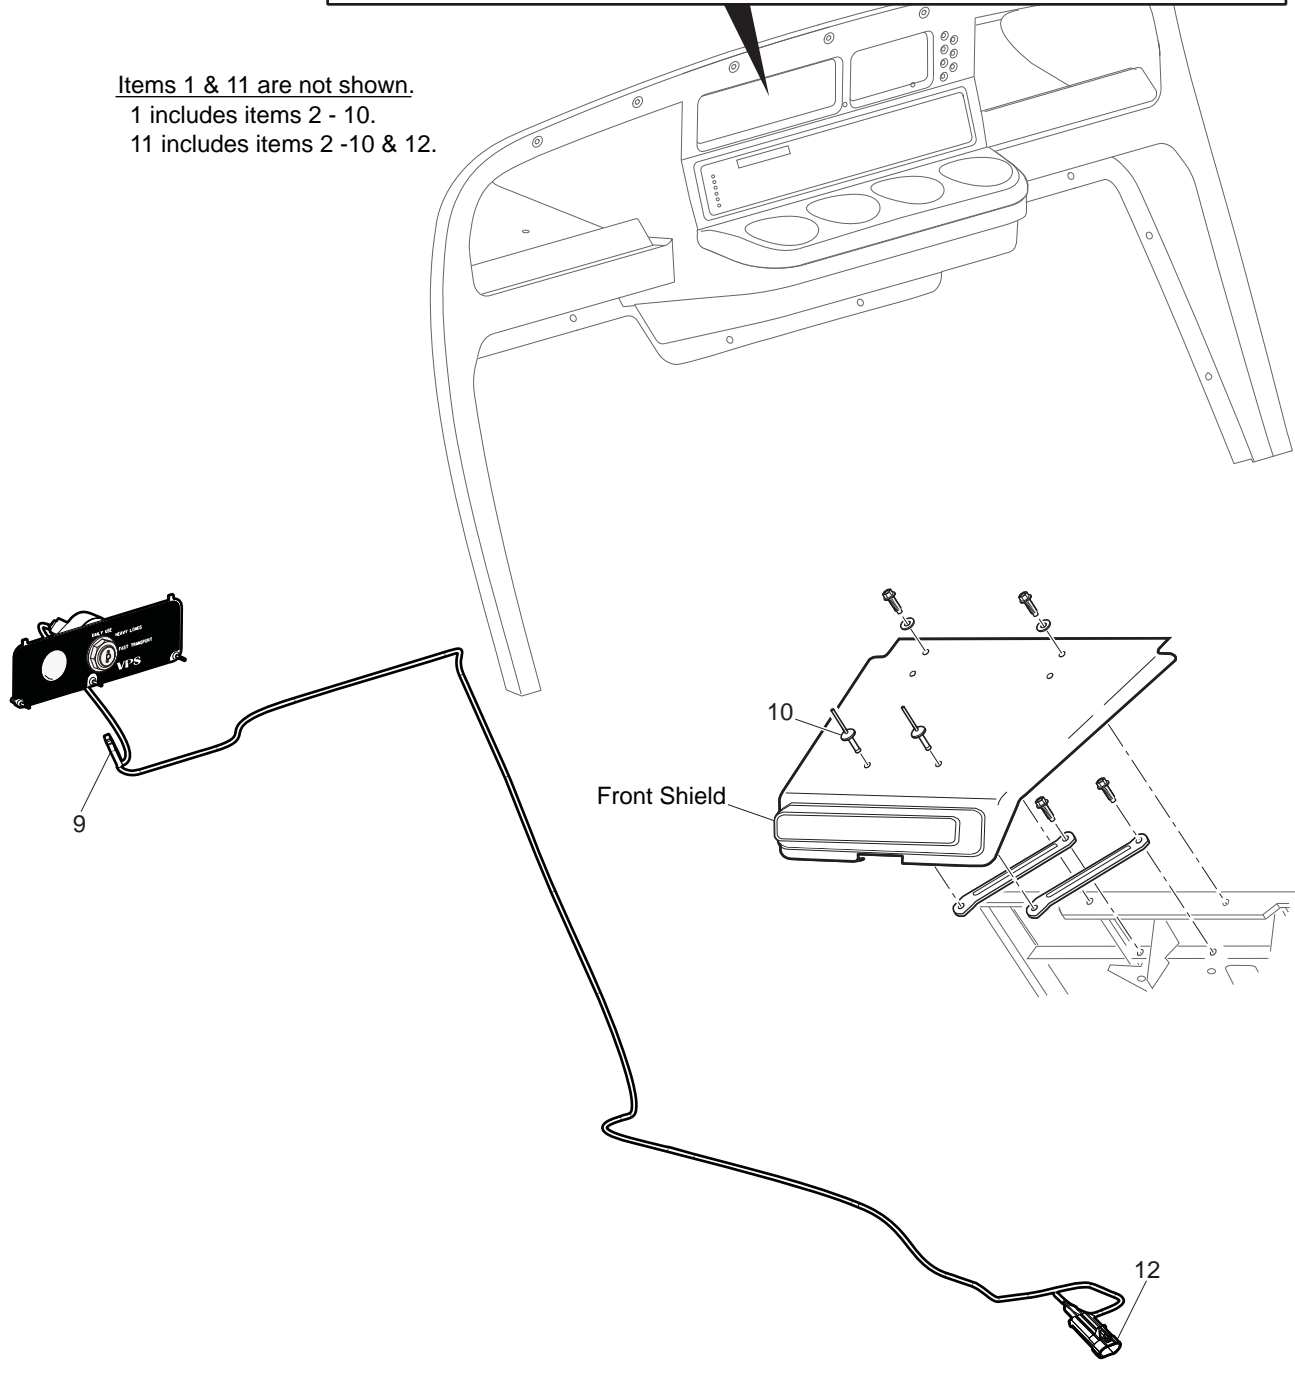 Items 1 & 11 are not shown.
1 includes items 2 - 10.
11 includes items 2 -10 & 12.
DAILY USE
HEAVY LOADS
FAST TRANSPORT
VPS
10
Front Shield
9
12